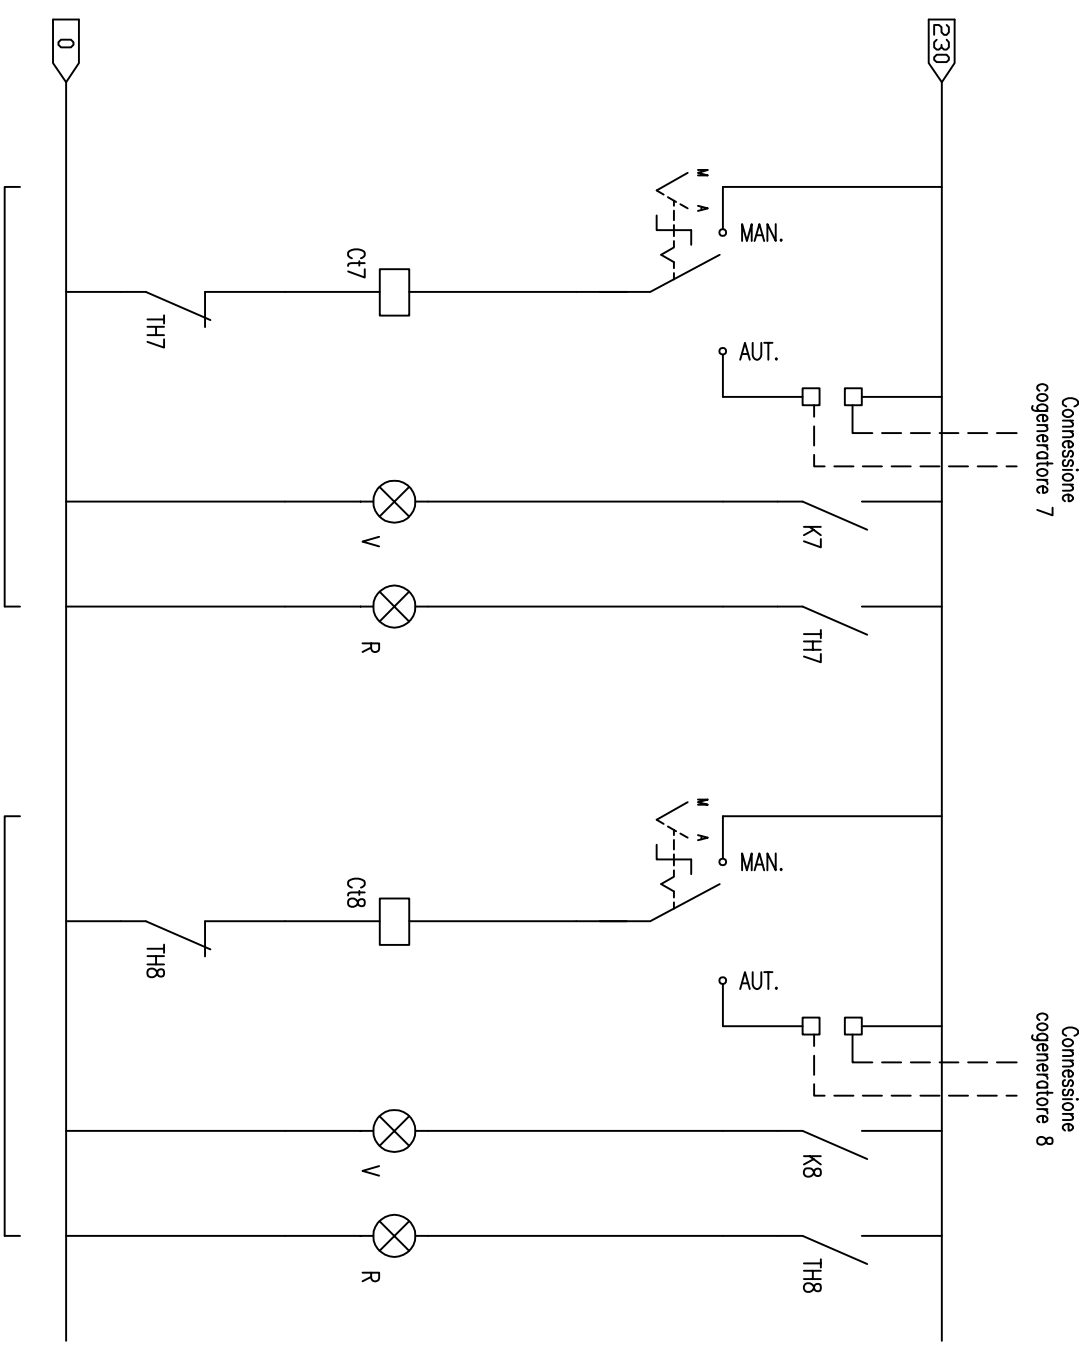 230
0
Connessione
cogeneratore 7
M
A
MAN.
AUT.
K7
TH7
Ct7
V
R
TH7
Connessione
cogeneratore 8
M
A
MAN.
AUT.
K8
TH8
Ct8
V
R
TH8